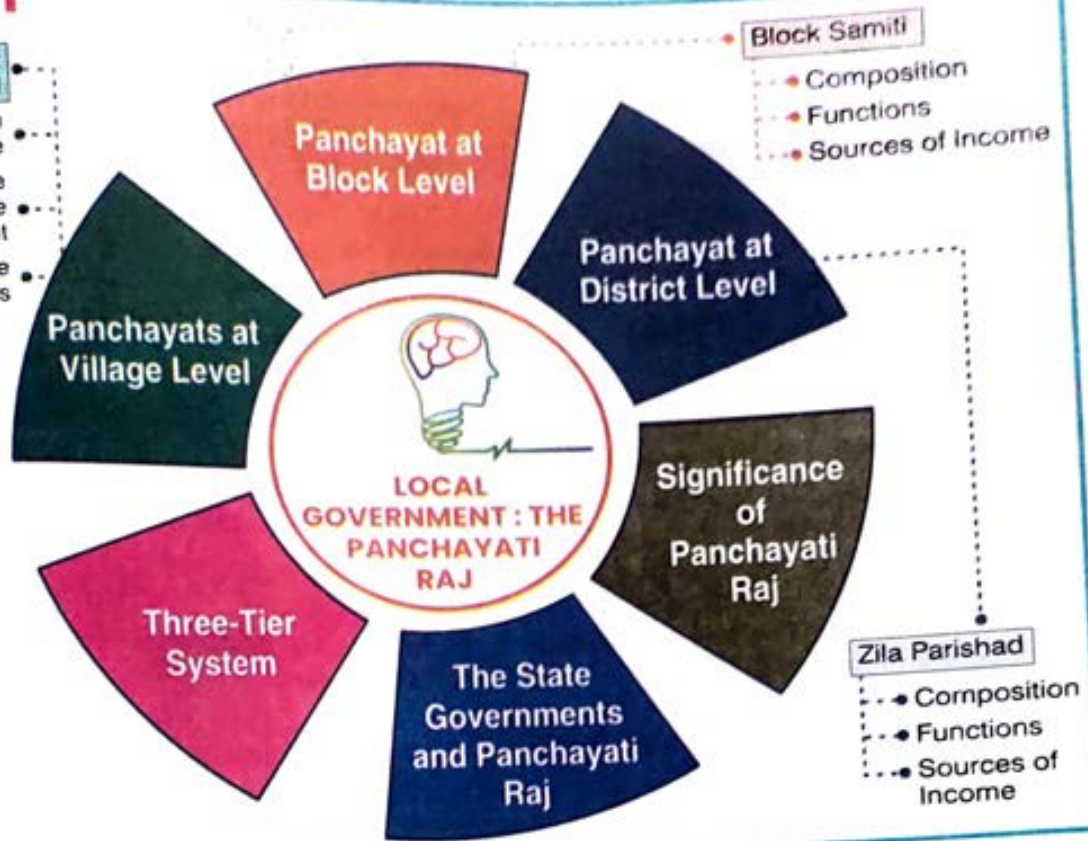 Block Samiti
Composition
Functions
Sources of Income
Panchayat at
Block Level
Panchayat at
District Level
Panchayats at
Village Level
LOCAL
GOVERNMENT : THE
PANCHAYATI
RAJ
Significance
of
Panchayati
Raj
Three-Tier
System
The State
Governments
and Panchayati
Raj
Zila Parishad
Composition
Functions
Sources of
Income